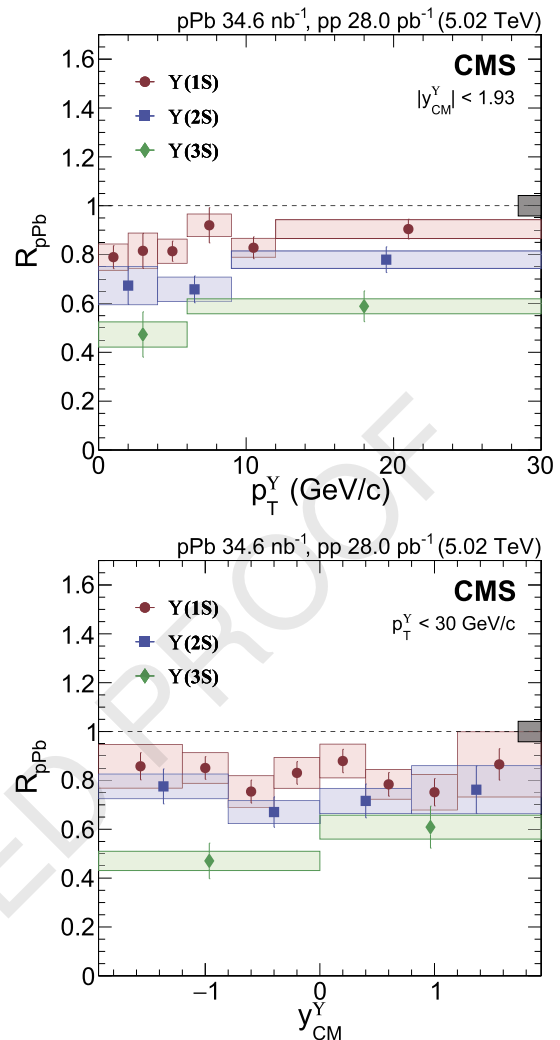 pPb 34.6 nb⁻¹, pp 28.0 pb⁻¹ (5.02 TeV)
CMS
|y^Υ_CM| < 1.93
Υ(1S)
Υ(2S)
Υ(3S)
R_pPb
1.6
1.4
1.2
1
0.8
0.6
0.4
0.2
0
0 10 20 30
p_T^Υ (GeV/c)
pPb 34.6 nb⁻¹, pp 28.0 pb⁻¹ (5.02 TeV)
CMS
p_T^Υ < 30 GeV/c
Υ(1S)
Υ(2S)
Υ(3S)
R_pPb
1.6
1.4
1.2
1
0.8
0.6
0.4
0.2
0
−1 0 1
y^Υ_CM
ED PROOF